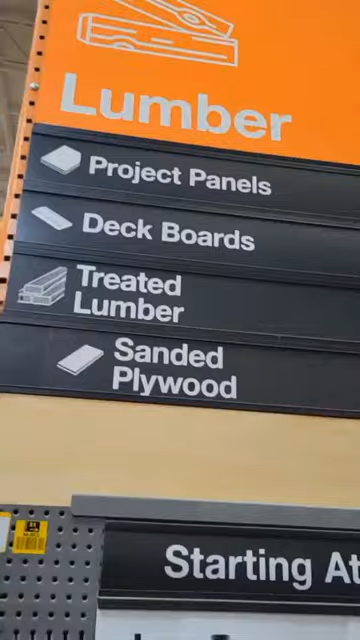 Lumber
Project Panels
Deck Boards
Treated
Lumber
Sanded
Plywood
Starting At